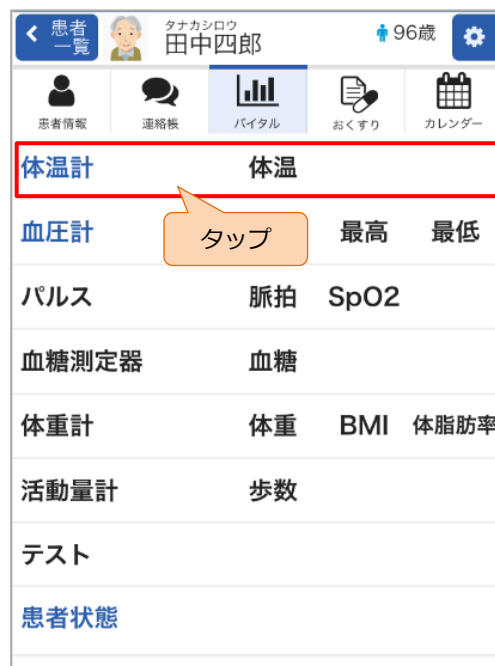 患者
一覧
タナカシロウ
田中四郎
96歳
患者情報 連絡帳 バイタル おくすり カレンダー
体温計 体温
血圧計 タップ 最高 最低
パルス 脈拍 SpO2
血糖測定器 血糖
体重計 体重 BMI 体脂肪率
活動量計 歩数
テスト
患者状態